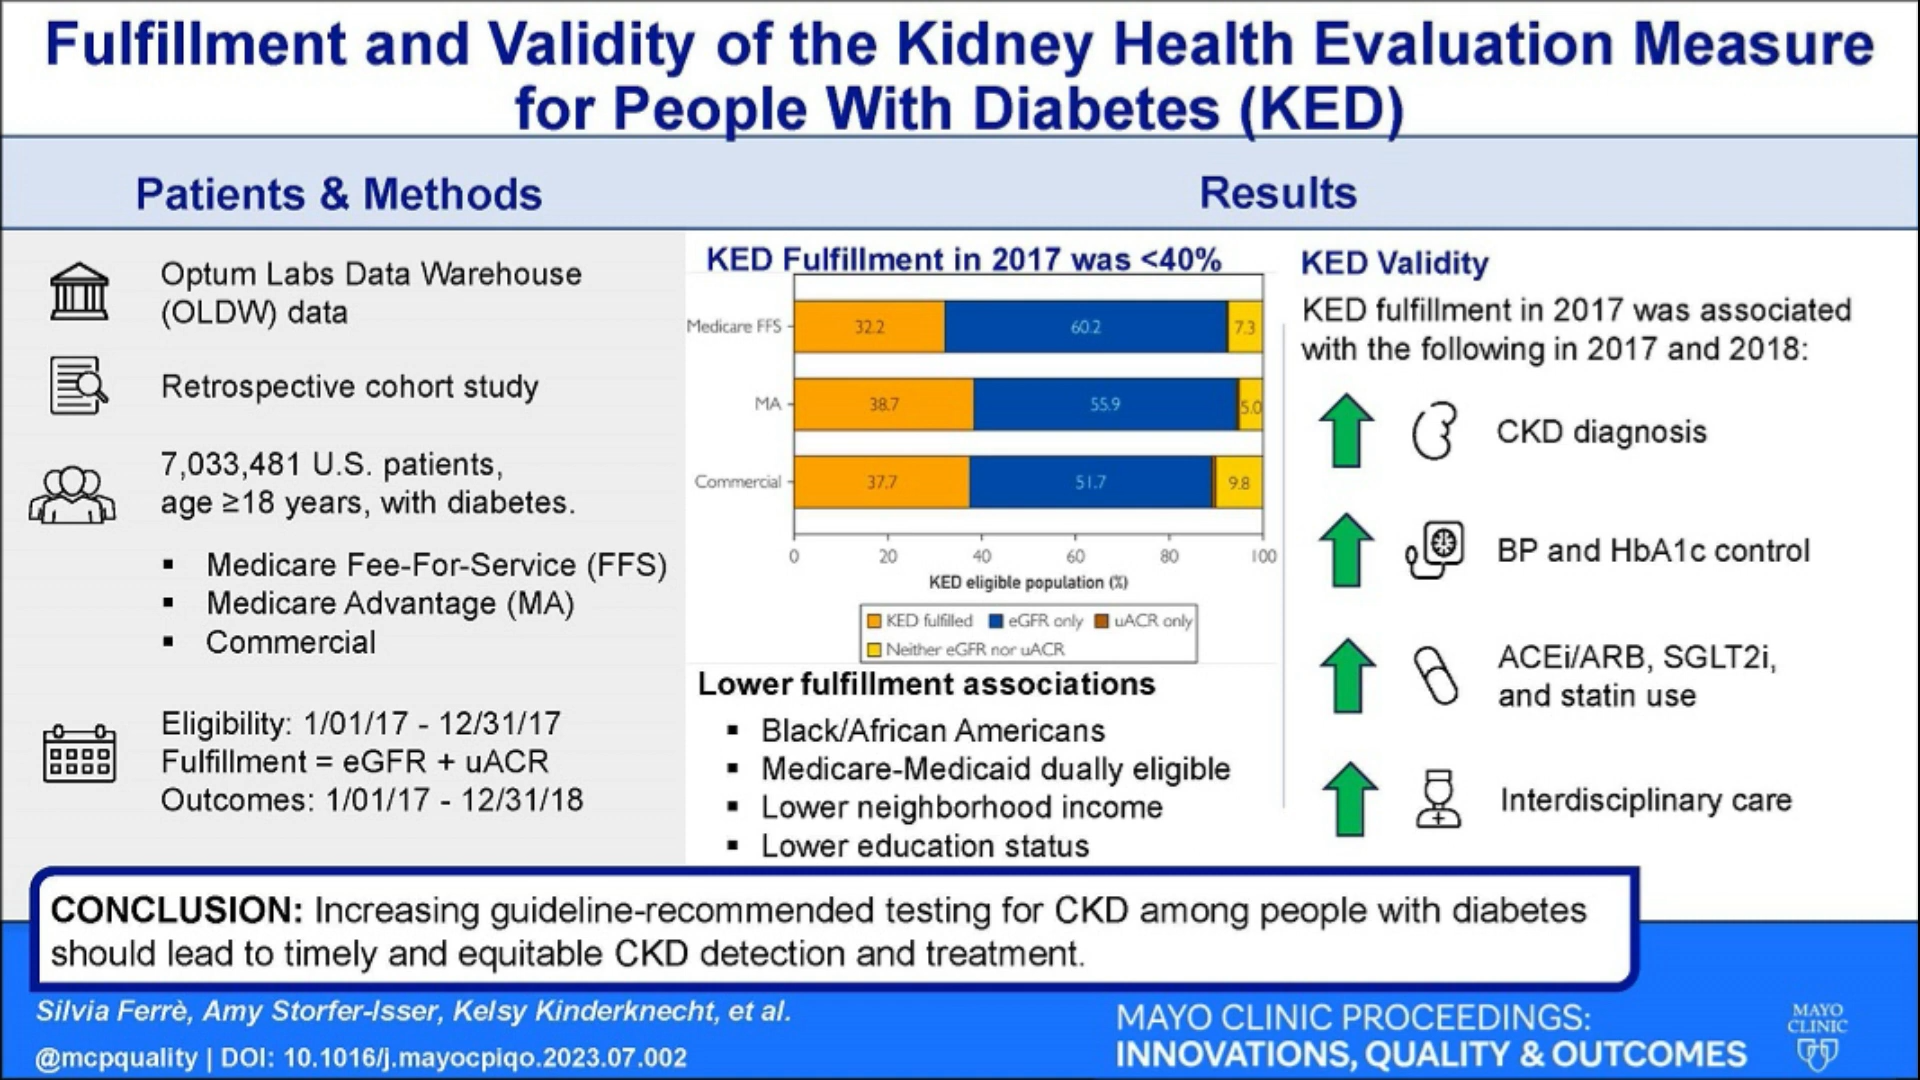 Fulfillment and Validity of the Kidney Health Evaluation Measure
for People With Diabetes (KED)
Patients & Methods
Optum Labs Data Warehouse
(OLDW) data
Retrospective cohort study
7,033,481 U.S. patients,
age ≥18 years, with diabetes.
▪ Medicare Fee-For-Service (FFS)
▪ Medicare Advantage (MA)
▪ Commercial
Eligibility: 1/01/17 - 12/31/17
Fulfillment = eGFR + uACR
Outcomes: 1/01/17 - 12/31/18
Results
KED Fulfillment in 2017 was <40%
Medicare FFS 32.2 60.2 7.3
MA 38.7 55.9 5.0
Commercial 37.7 51.7 9.8
0 20 40 60 80 100
KED eligible population (%)
KED fulfilled eGFR only uACR only
Neither eGFR nor uACR
Lower fulfillment associations
▪ Black/African Americans
▪ Medicare-Medicaid dually eligible
▪ Lower neighborhood income
▪ Lower education status
KED Validity
KED fulfillment in 2017 was associated
with the following in 2017 and 2018:
CKD diagnosis
BP and HbA1c control
ACEi/ARB, SGLT2i,
and statin use
Interdisciplinary care
CONCLUSION: Increasing guideline-recommended testing for CKD among people with diabetes
should lead to timely and equitable CKD detection and treatment.
Silvia Ferrè, Amy Storfer-Isser, Kelsy Kinderknecht, et al.
@mcpquality | DOI: 10.1016/j.mayocpiqo.2023.07.002
MAYO CLINIC PROCEEDINGS:
INNOVATIONS, QUALITY & OUTCOMES
MAYO
CLINIC